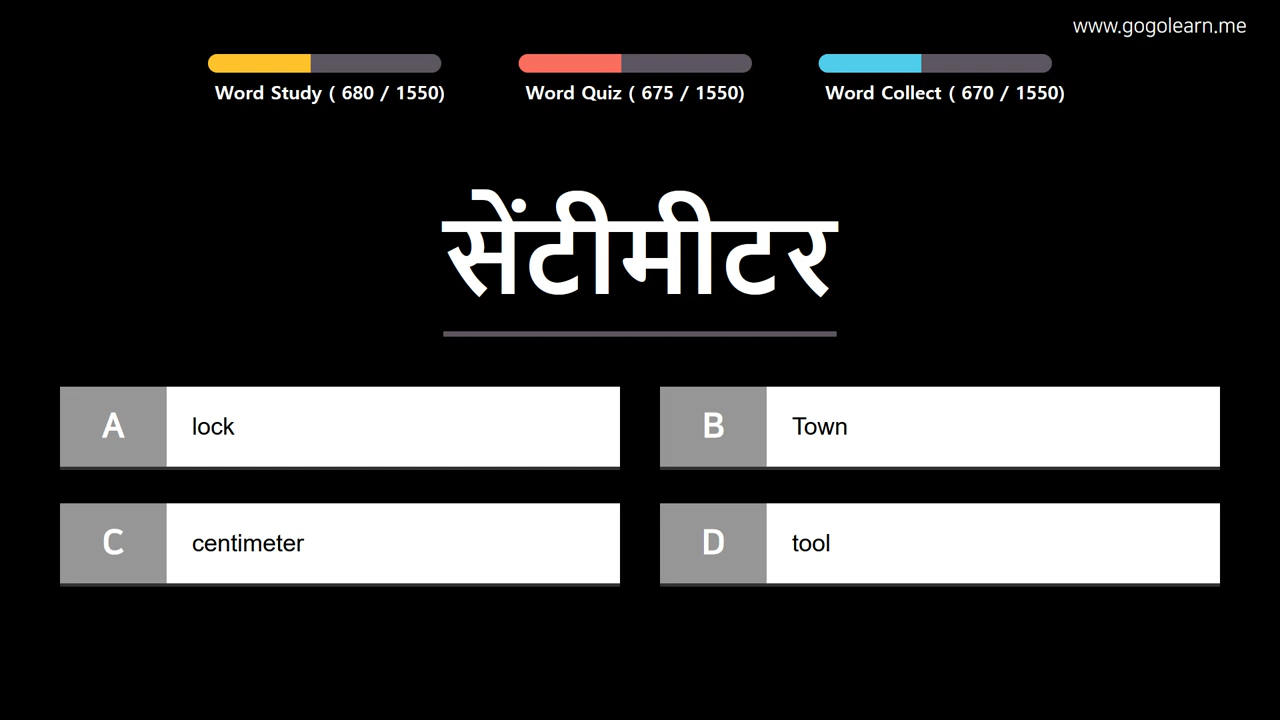 www.gogolearn.me
Word Study ( 680 / 1550)
Word Quiz ( 675 / 1550)
Word Collect ( 670 / 1550)
सेंटीमीटर
A lock
B Town
C centimeter
D tool